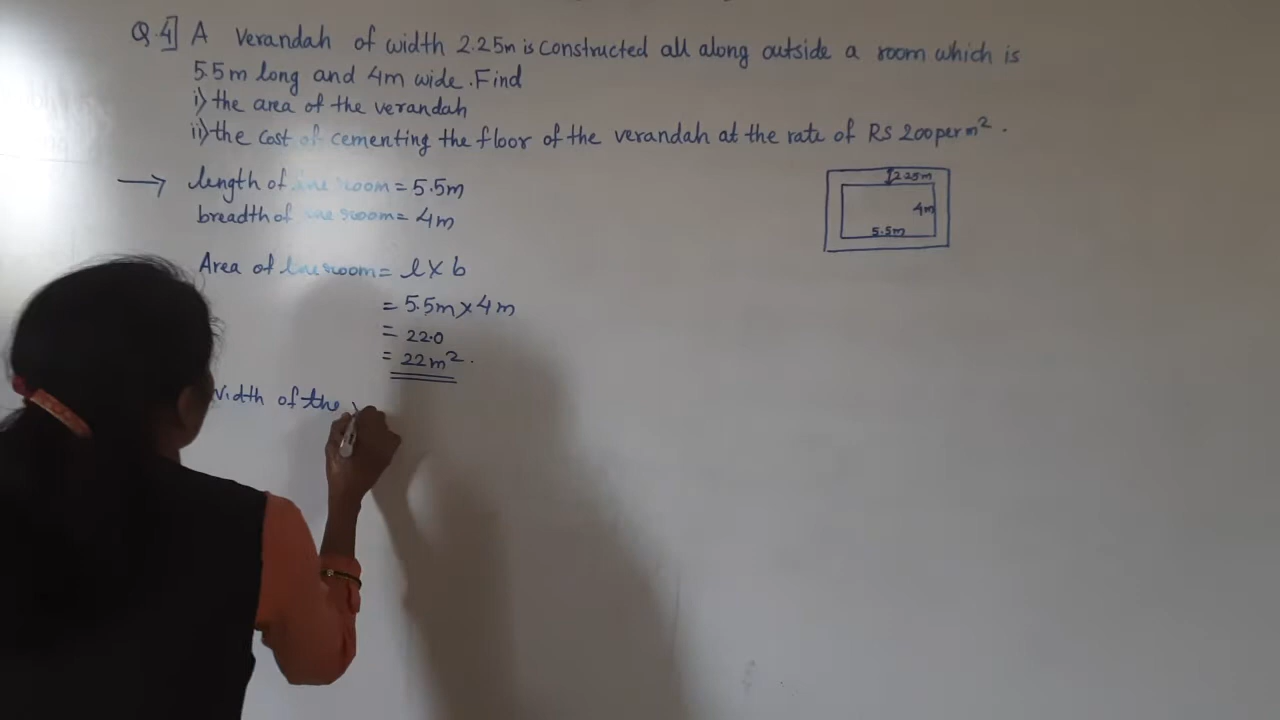 Q.4] A verandah of width 2.25m is constructed all along outside a room which is
5.5m long and 4m wide. Find
i) the area of the verandah
ii) the cost of cementing the floor of the verandah at the rate of RS 200 per m².
→ length of the room = 5.5m
breadth of the room = 4m
Area of the room = l × b
= 5.5m × 4m
= 22.0
= 22m².
Width of the
2.25m
4m
5.5m